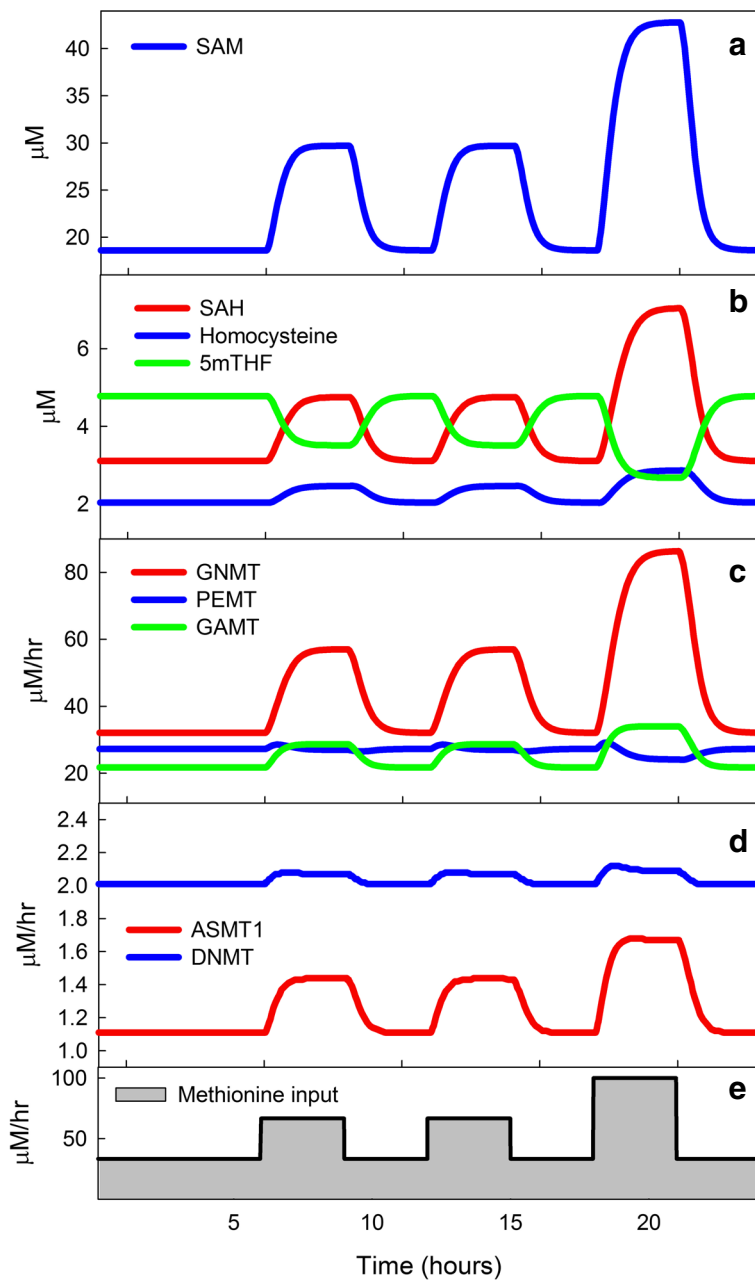 a
SAM
40
35
30
25
20
μM
b
SAH
Homocysteine
5mTHF
6
4
2
μM
c
GNMT
PEMT
GAMT
80
60
40
20
μM/hr
d
2.4
2.2
2.0
1.8
1.6
1.4
1.2
1.0
ASMT1
DNMT
μM/hr
e
Methionine input
100
50
μM/hr
5 10 15 20
Time (hours)